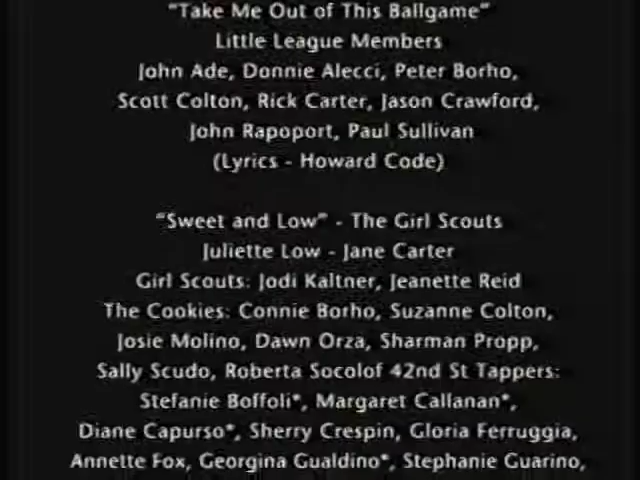 “Take Me Out of This Ballgame”
Little League Members
John Ade, Donnie Alecci, Peter Borho,
Scott Colton, Rick Carter, Jason Crawford,
John Rapoport, Paul Sullivan
(Lyrics - Howard Code)
“Sweet and Low” - The Girl Scouts
Juliette Low - Jane Carter
Girl Scouts: Jodi Kaltner, Jeanette Reid
The Cookies: Connie Borho, Suzanne Colton,
Josie Molino, Dawn Orza, Sharman Propp,
Sally Scudo, Roberta Socolof 42nd St Tappers:
Stefanie Boffoli*, Margaret Callanan*,
Diane Capurso*, Sherry Crespin, Gloria Ferruggia,
Annette Fox, Georgina Gualdino*, Stephanie Guarino,